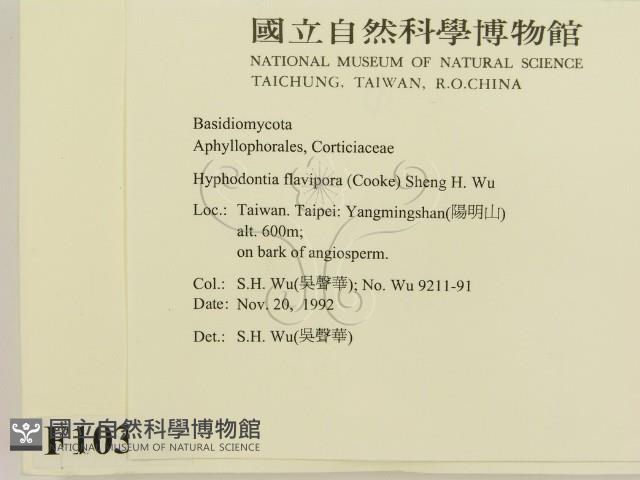 國立自然科學博物館
NATIONAL MUSEUM OF NATURAL SCIENCE
TAICHUNG, TAIWAN, R.O.CHINA
Basidiomycota
Aphyllophorales, Corticiaceae
Hyphodontia flavipora (Cooke) Sheng H. Wu
Loc.: Taiwan. Taipei: Yangmingshan(陽明山)
alt. 600m;
on bark of angiosperm.
Col.: S.H. Wu(吳聲華); No. Wu 9211-91
Date: Nov. 20, 1992
Det.: S.H. Wu(吳聲華)
國立自然科學博物館
NATIONAL MUSEUM OF NATURAL SCIENCE